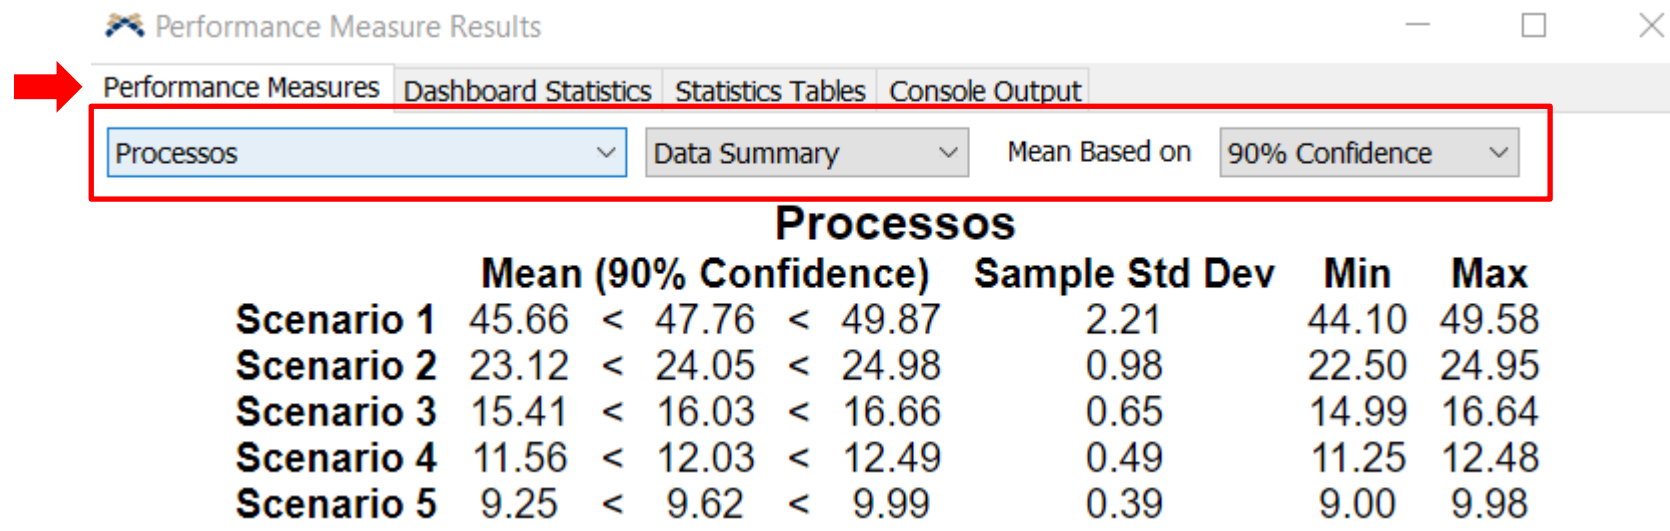 Performance Measure Results
Performance Measures Dashboard Statistics Statistics Tables Console Output
Processos Data Summary Mean Based on 90% Confidence
Processos
Mean (90% Confidence) Sample Std Dev Min Max
Scenario 1 45.66 < 47.76 < 49.87 2.21 44.10 49.58
Scenario 2 23.12 < 24.05 < 24.98 0.98 22.50 24.95
Scenario 3 15.41 < 16.03 < 16.66 0.65 14.99 16.64
Scenario 4 11.56 < 12.03 < 12.49 0.49 11.25 12.48
Scenario 5 9.25 < 9.62 < 9.99 0.39 9.00 9.98